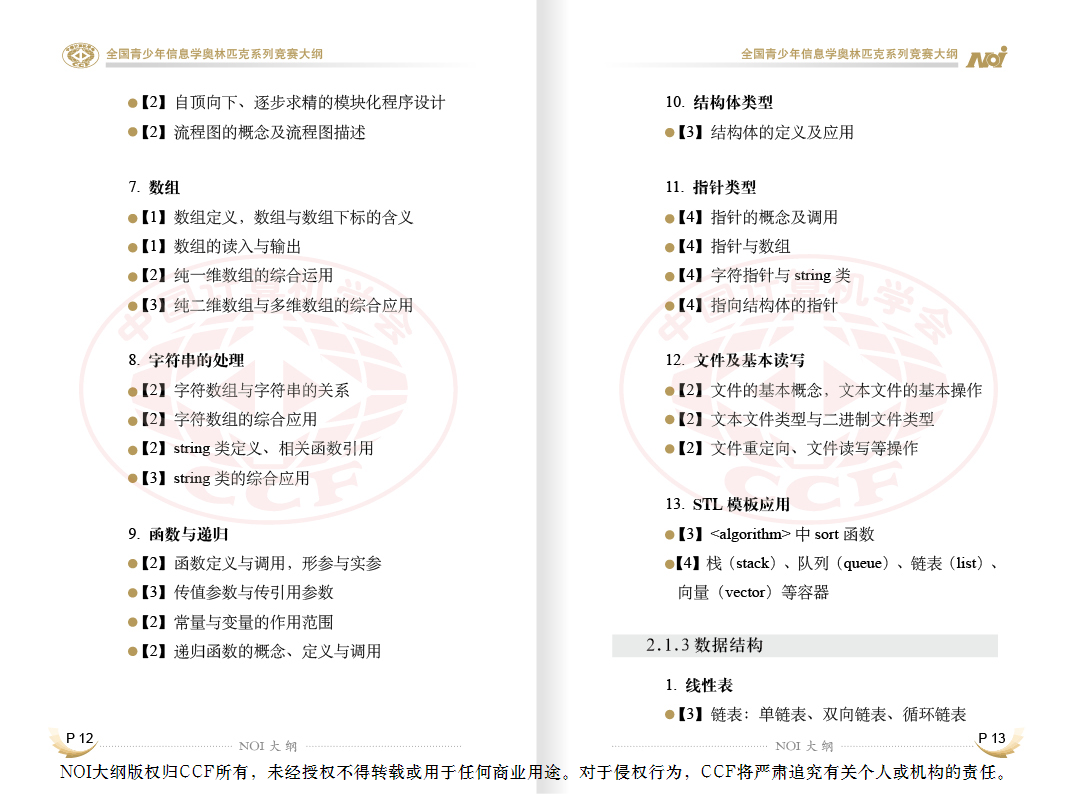 全国青少年信息学奥林匹克系列竞赛大纲
●【2】自顶向下、逐步求精的模块化程序设计
●【2】流程图的概念及流程图描述
7. 数组
●【1】数组定义，数组与数组下标的含义
●【1】数组的读入与输出
●【2】纯一维数组的综合运用
●【3】纯二维数组与多维数组的综合应用
8. 字符串的处理
●【2】字符数组与字符串的关系
●【2】字符数组的综合应用
●【2】string 类定义、相关函数引用
●【3】string 类的综合应用
9. 函数与递归
●【2】函数定义与调用，形参与实参
●【3】传值参数与传引用参数
●【2】常量与变量的作用范围
●【2】递归函数的概念、定义与调用
中国计算机学会
CCF
P 12
NOI 大 纲
全国青少年信息学奥林匹克系列竞赛大纲
NOI
10. 结构体类型
●【3】结构体的定义及应用
11. 指针类型
●【4】指针的概念及调用
●【4】指针与数组
●【4】字符指针与 string 类
●【4】指向结构体的指针
12. 文件及基本读写
●【2】文件的基本概念，文本文件的基本操作
●【2】文本文件类型与二进制文件类型
●【2】文件重定向、文件读写等操作
13. STL 模板应用
●【3】<algorithm> 中 sort 函数
●【4】栈（stack）、队列（queue）、链表（list）、
向量（vector）等容器
2.1.3 数据结构
1. 线性表
●【3】链表：单链表、双向链表、循环链表
中国计算机学会
CCF
NOI 大 纲
P 13
NOI大纲版权归CCF所有，未经授权不得转载或用于任何商业用途。对于侵权行为，CCF将严肃追究有关个人或机构的责任。